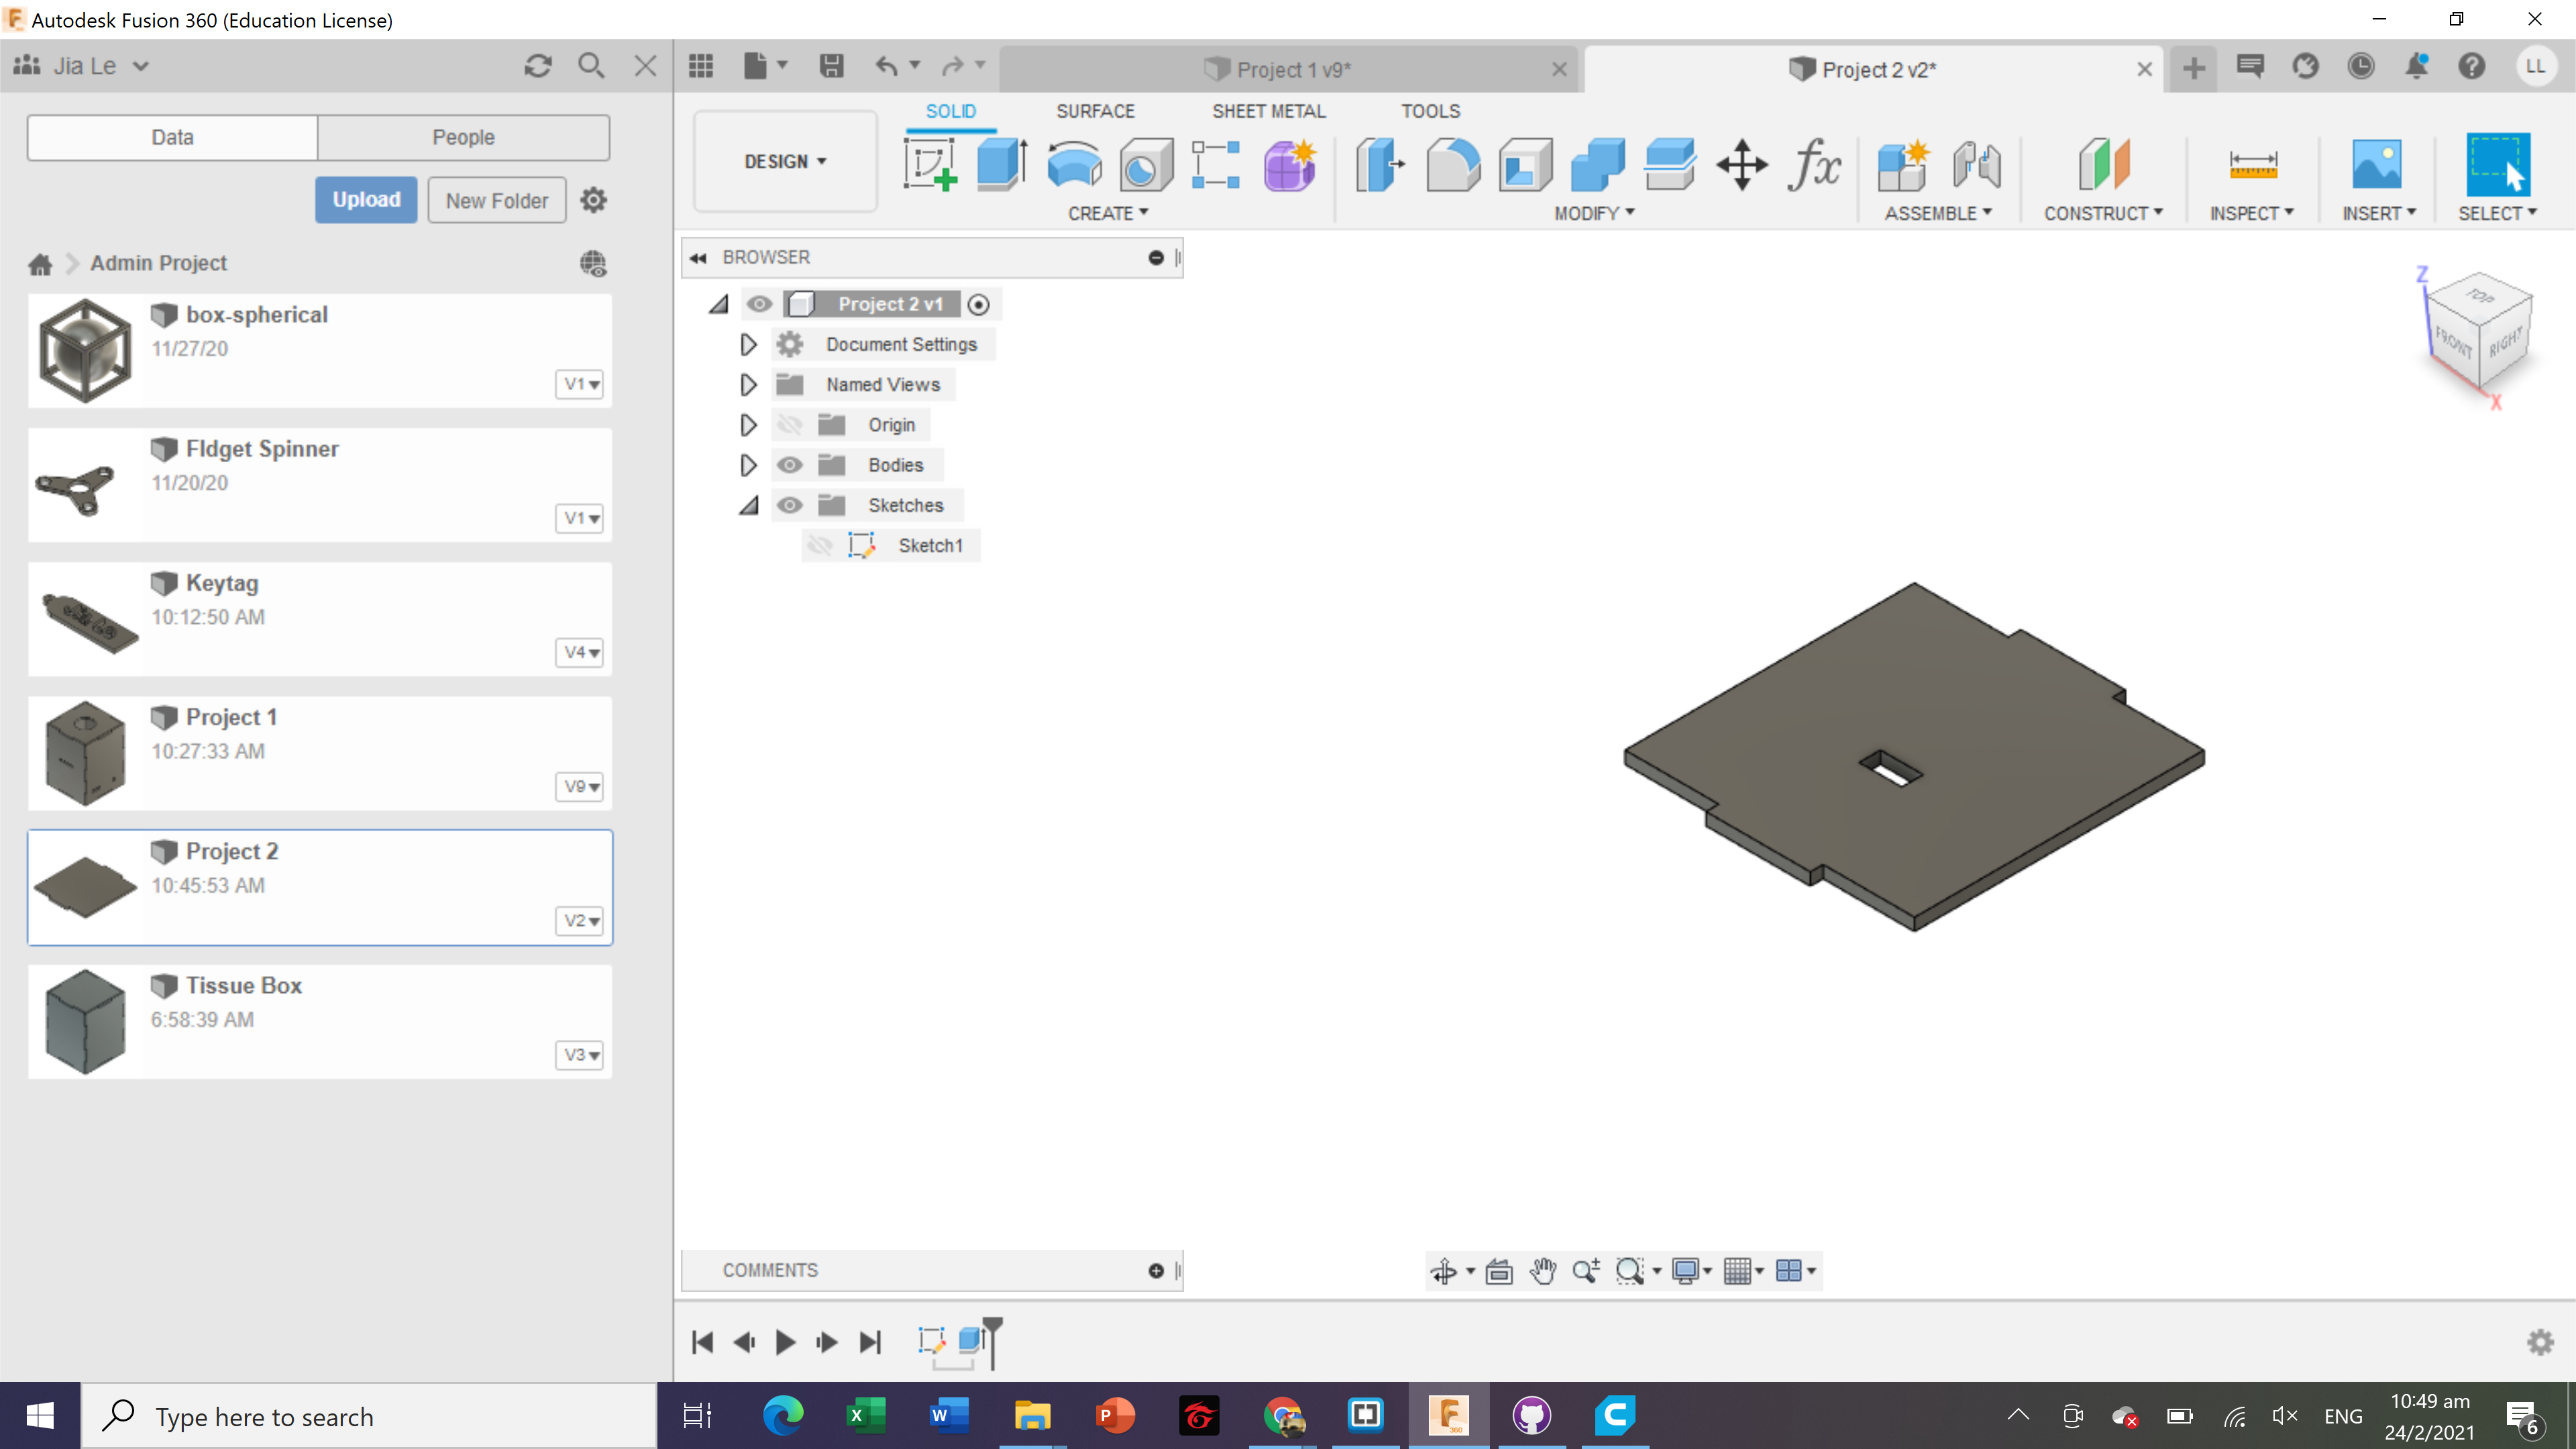 Autodesk Fusion 360 (Education License)
Jia Le
Project 1 v9*
Project 2 v2*
LL
Data
People
Upload
New Folder
Admin Project
box-spherical
11/27/20
V1
FIdget Spinner
11/20/20
V1
Keytag
10:12:50 AM
V4
Project 1
10:27:33 AM
V9
Project 2
10:45:53 AM
V2
Tissue Box
6:58:39 AM
V3
DESIGN
SOLID
SURFACE
SHEET METAL
TOOLS
fx
CREATE
MODIFY
ASSEMBLE
CONSTRUCT
INSPECT
INSERT
SELECT
BROWSER
Project 2 v1
Document Settings
Named Views
Origin
Bodies
Sketches
Sketch1
Z
TOP
FRONT
RIGHT
X
COMMENTS
Type here to search
ENG
10:49 am
24/2/2021
6